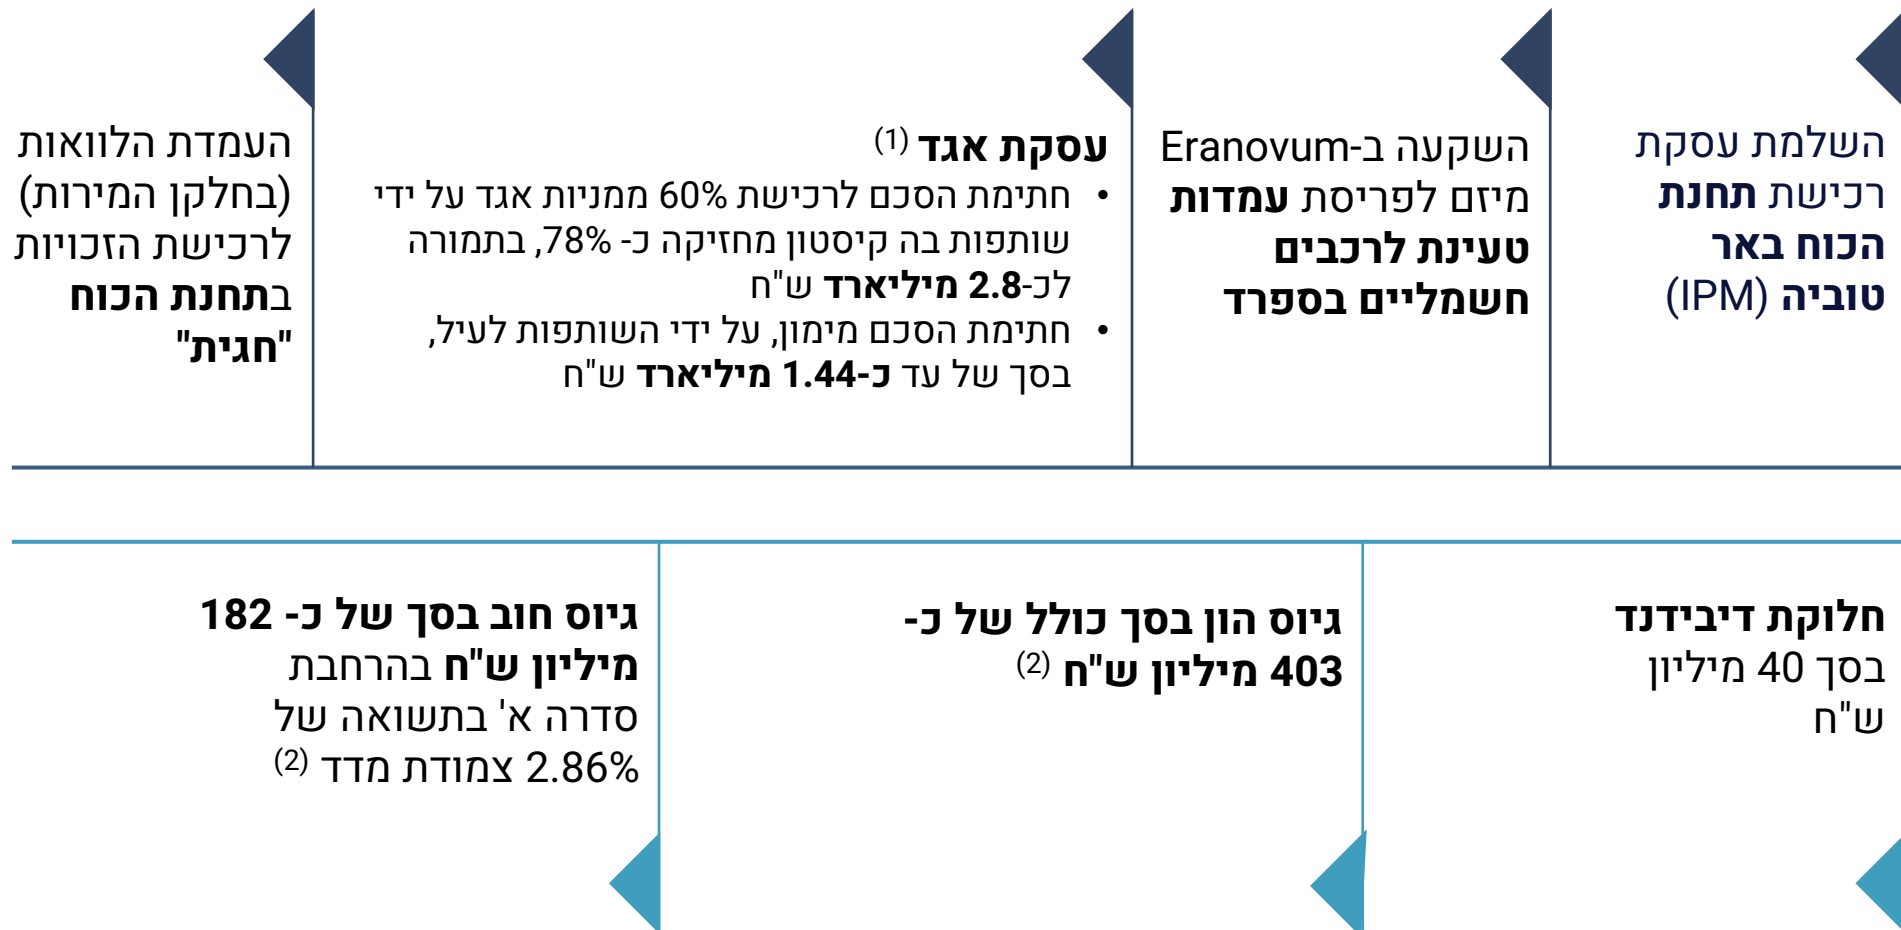 השלמת עסקת
רכישת תחנת
הכוח באר
טוביה (IPM)
השקעה ב-Eranovum
מיזם לפריסת עמדות
טעינת לרכבים
חשמליים בספרד
עסקת אגד (1)
• חתימת הסכם לרכישת 60% ממניות אגד על ידי
שותפות בה קיסטון מחזיקה כ- 78%, בתמורה
לכ-2.8 מיליארד ש"ח
• חתימת הסכם מימון, על ידי השותפות לעיל,
בסך של עד כ-1.44 מיליארד ש"ח
העמדת הלוואות
(בחלקן המירות)
לרכישת הזכויות
בתחנת הכוח
"חגית"
חלוקת דיבידנד
בסך 40 מיליון
ש"ח
גיוס הון בסך כולל של כ-
403 מיליון ש"ח (2)
גיוס חוב בסך של כ- 182
מיליון ש"ח בהרחבת
סדרה א' בתשואה של
2.86% צמודת מדד (2)